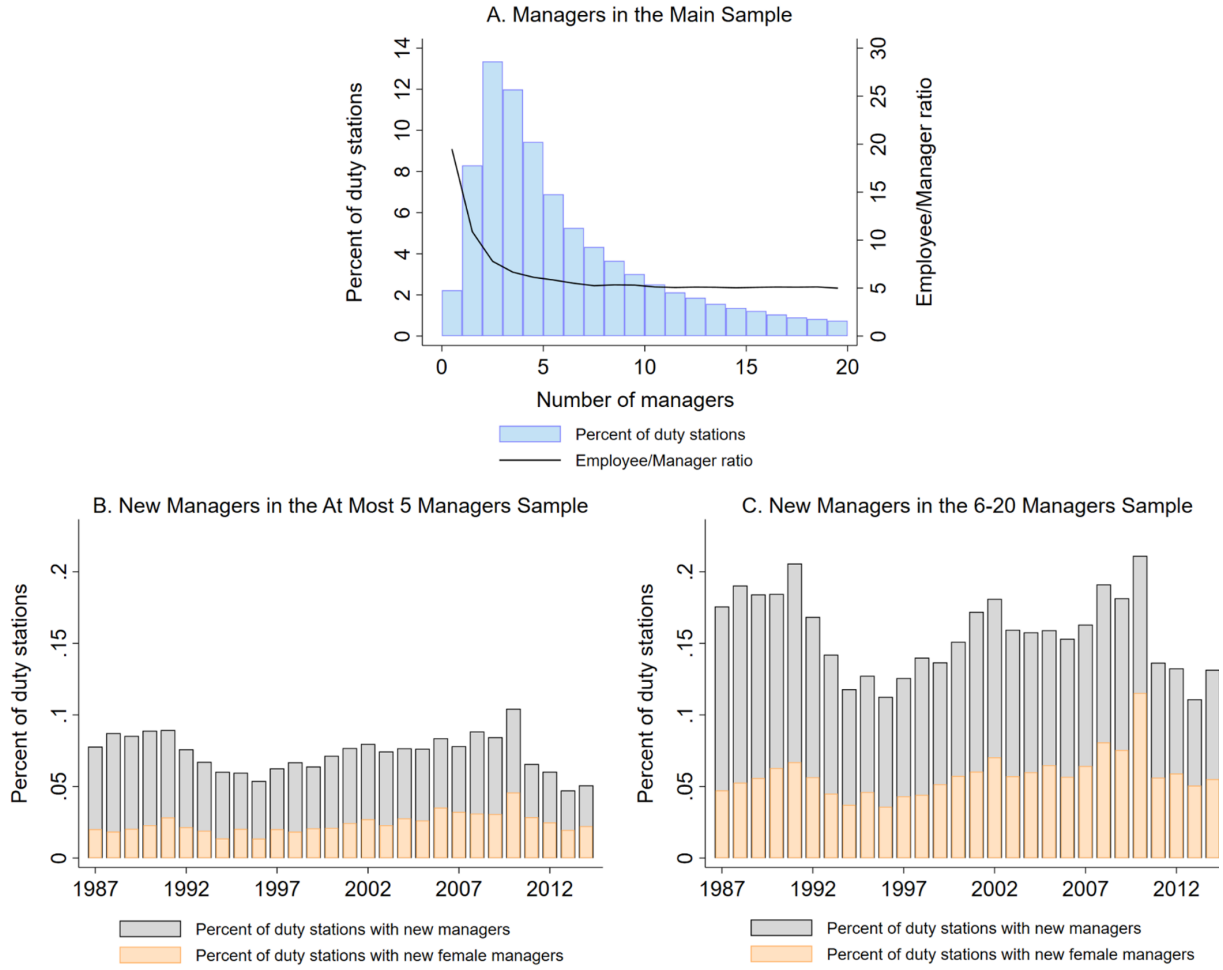 A. Managers in the Main Sample
Percent of duty stations
0 2 4 6 8 10 12 14
Employee/Manager ratio
0 5 10 15 20 25 30
0 5 10 15 20
Number of managers
Percent of duty stations
Employee/Manager ratio
B. New Managers in the At Most 5 Managers Sample
Percent of duty stations
0 .05 .1 .15 .2
1987 1992 1997 2002 2007 2012
Percent of duty stations with new managers
Percent of duty stations with new female managers
C. New Managers in the 6-20 Managers Sample
Percent of duty stations
0 .05 .1 .15 .2
1987 1992 1997 2002 2007 2012
Percent of duty stations with new managers
Percent of duty stations with new female managers